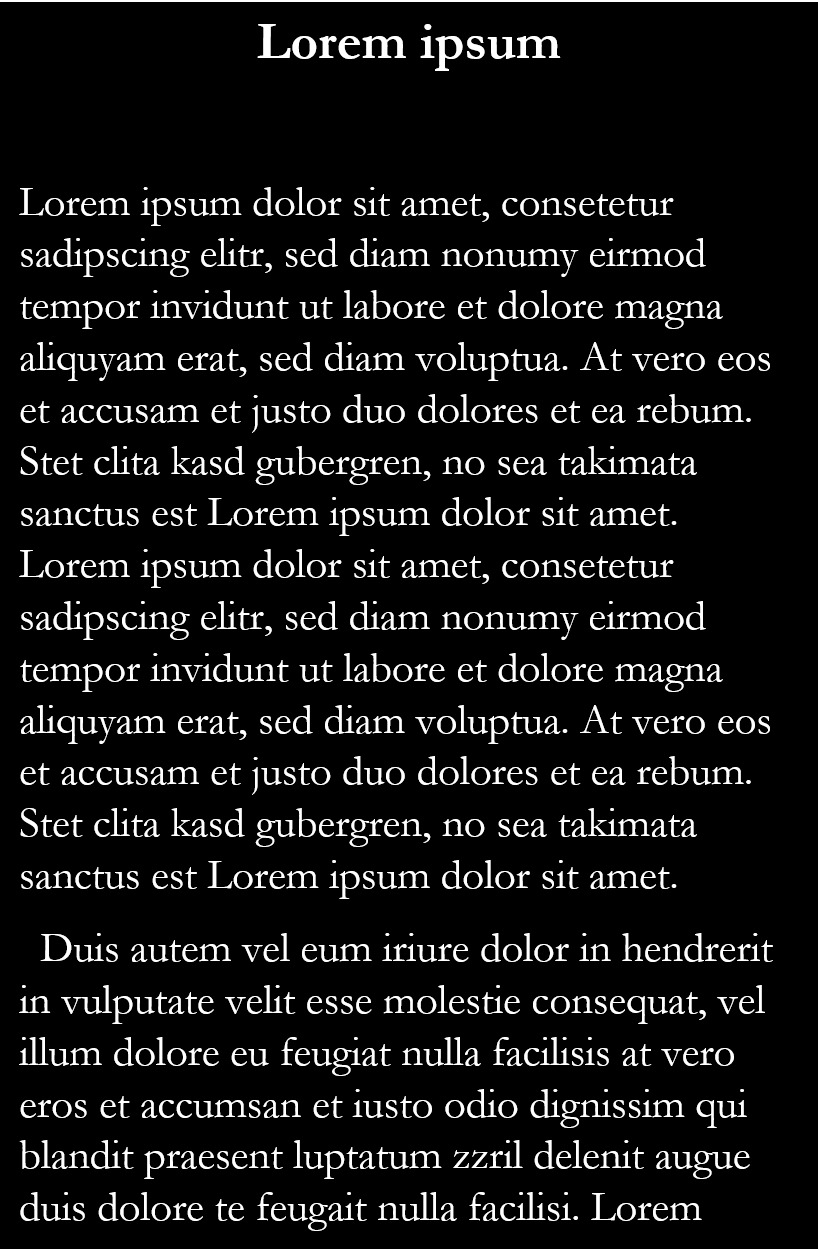 Lorem ipsum
Lorem ipsum dolor sit amet, consetetur
sadipscing elitr, sed diam nonumy eirmod
tempor invidunt ut labore et dolore magna
aliquyam erat, sed diam voluptua. At vero eos
et accusam et justo duo dolores et ea rebum.
Stet clita kasd gubergren, no sea takimata
sanctus est Lorem ipsum dolor sit amet.
Lorem ipsum dolor sit amet, consetetur
sadipscing elitr, sed diam nonumy eirmod
tempor invidunt ut labore et dolore magna
aliquyam erat, sed diam voluptua. At vero eos
et accusam et justo duo dolores et ea rebum.
Stet clita kasd gubergren, no sea takimata
sanctus est Lorem ipsum dolor sit amet.
Duis autem vel eum iriure dolor in hendrerit
in vulputate velit esse molestie consequat, vel
illum dolore eu feugiat nulla facilisis at vero
eros et accumsan et iusto odio dignissim qui
blandit praesent luptatum zzril delenit augue
duis dolore te feugait nulla facilisi. Lorem